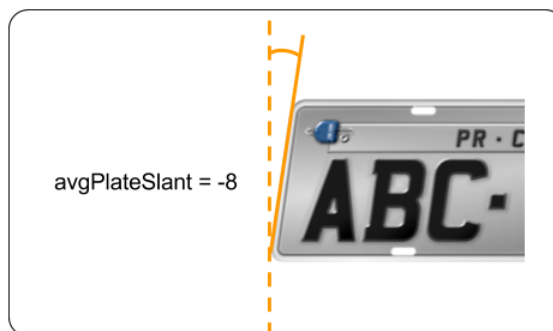 PR · C
avgPlateSlant = -8
ABC·